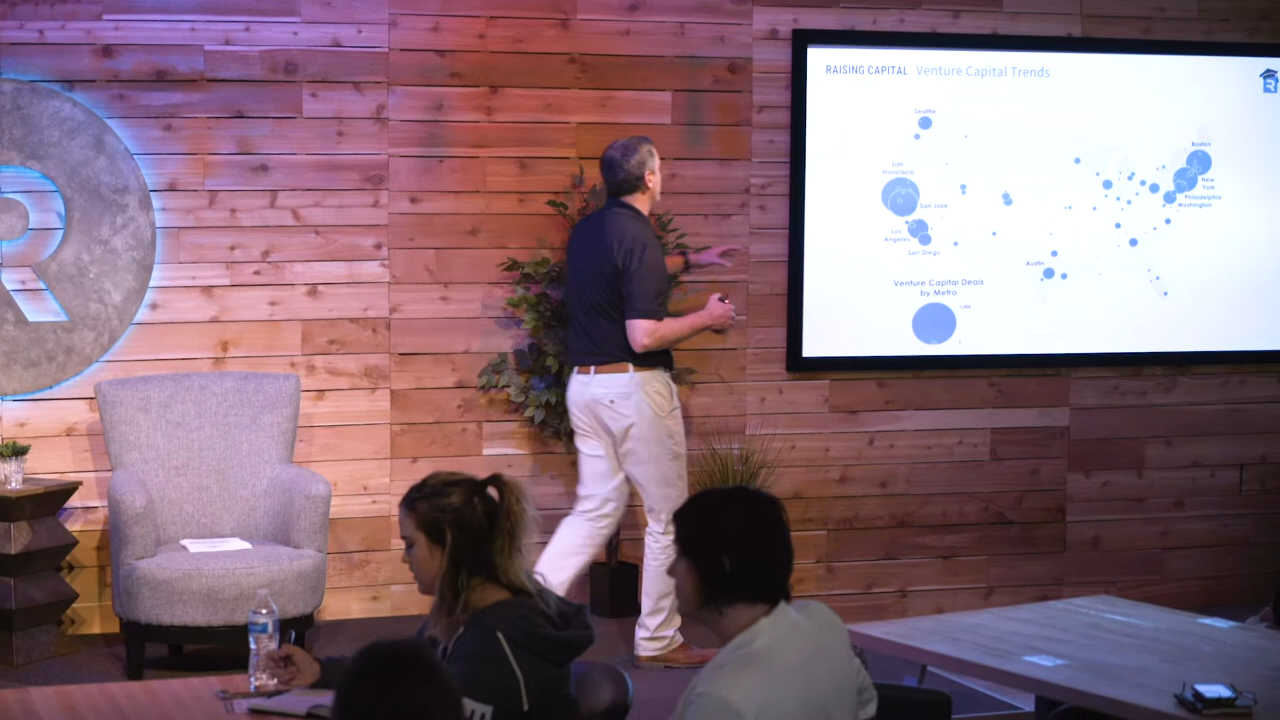 R
RAISING CAPITAL Venture Capital Trends
R
Seattle
Boston
San
Francisco
New
York
San Jose
Philadelphia
Washington
Los
Angeles
San Diego
Austin
Venture Capital Deals
by Metro